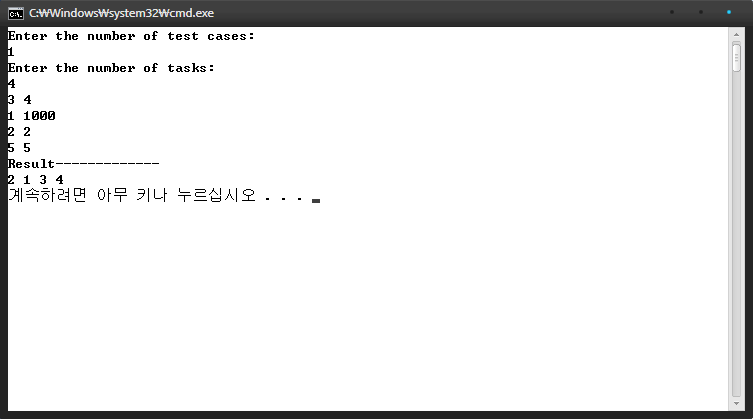 C:\Windows\system32\cmd.exe
Enter the number of test cases:
1
Enter the number of tasks:
4
3 4
1 1000
2 2
5 5
Result-------------
2 1 3 4
계속하려면 아무 키나 누르십시오 . . .